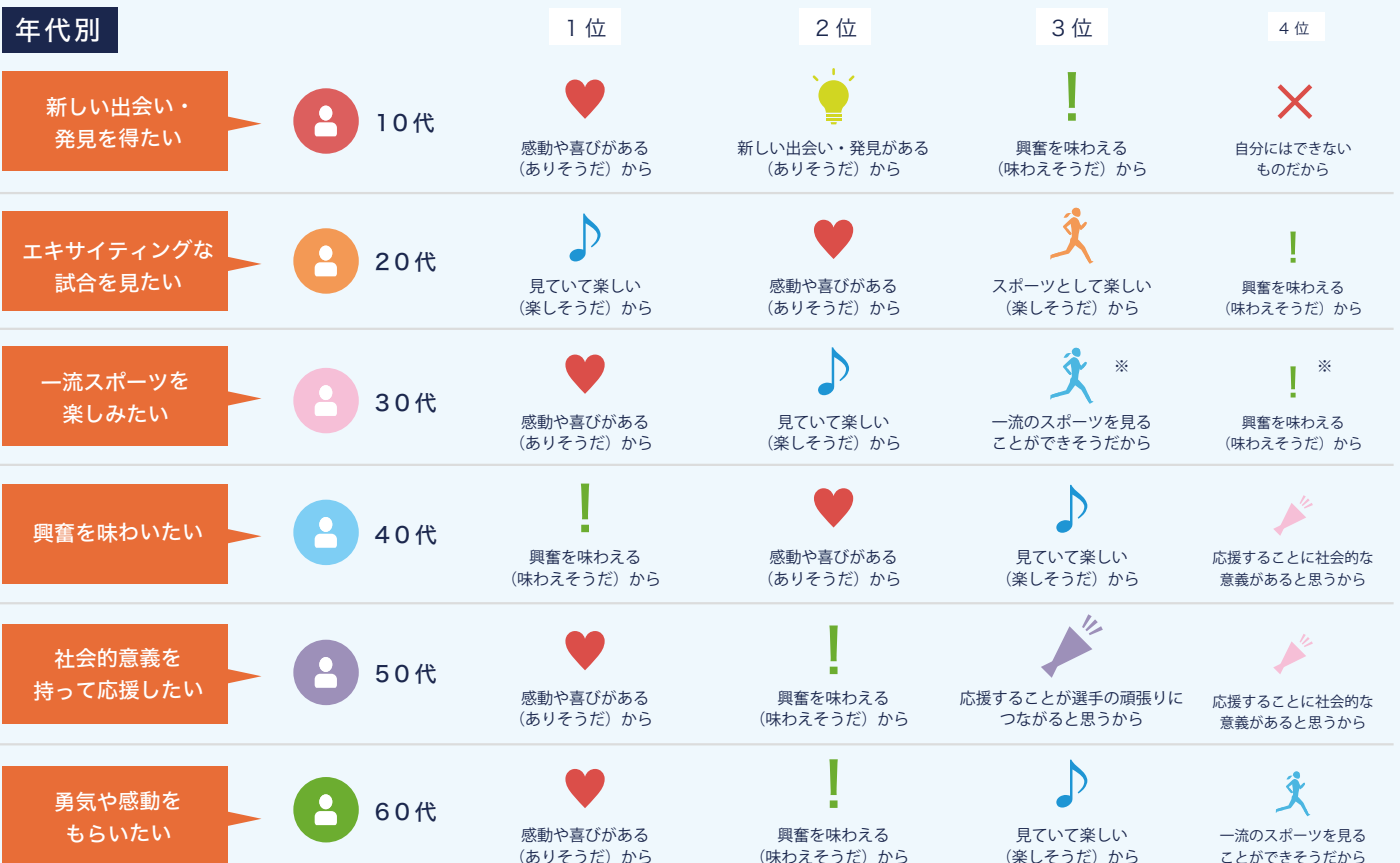 年代別
1位
2位
3位
4位
新しい出会い・
発見を得たい
10代
感動や喜びがある
（ありそうだ）から
新しい出会い・発見がある
（ありそうだ）から
興奮を味わえる
（味わえそうだ）から
自分にはできない
ものだから
エキサイティングな
試合を見たい
20代
見ていて楽しい
（楽しそうだ）から
感動や喜びがある
（ありそうだ）から
スポーツとして楽しい
（楽しそうだ）から
興奮を味わえる
（味わえそうだ）から
一流スポーツを
楽しみたい
30代
感動や喜びがある
（ありそうだ）から
見ていて楽しい
（楽しそうだ）から
※
一流のスポーツを見る
ことができそうだから
※
興奮を味わえる
（味わえそうだ）から
興奮を味わいたい
40代
興奮を味わえる
（味わえそうだ）から
感動や喜びがある
（ありそうだ）から
見ていて楽しい
（楽しそうだ）から
応援することに社会的な
意義があると思うから
社会的意義を
持って応援したい
50代
感動や喜びがある
（ありそうだ）から
興奮を味わえる
（味わえそうだ）から
応援することが選手の頑張りに
つながると思うから
応援することに社会的な
意義があると思うから
勇気や感動を
もらいたい
60代
感動や喜びがある
（ありそうだ）から
興奮を味わえる
（味わえそうだ）から
見ていて楽しい
（楽しそうだ）から
一流のスポーツを見る
ことができそうだから